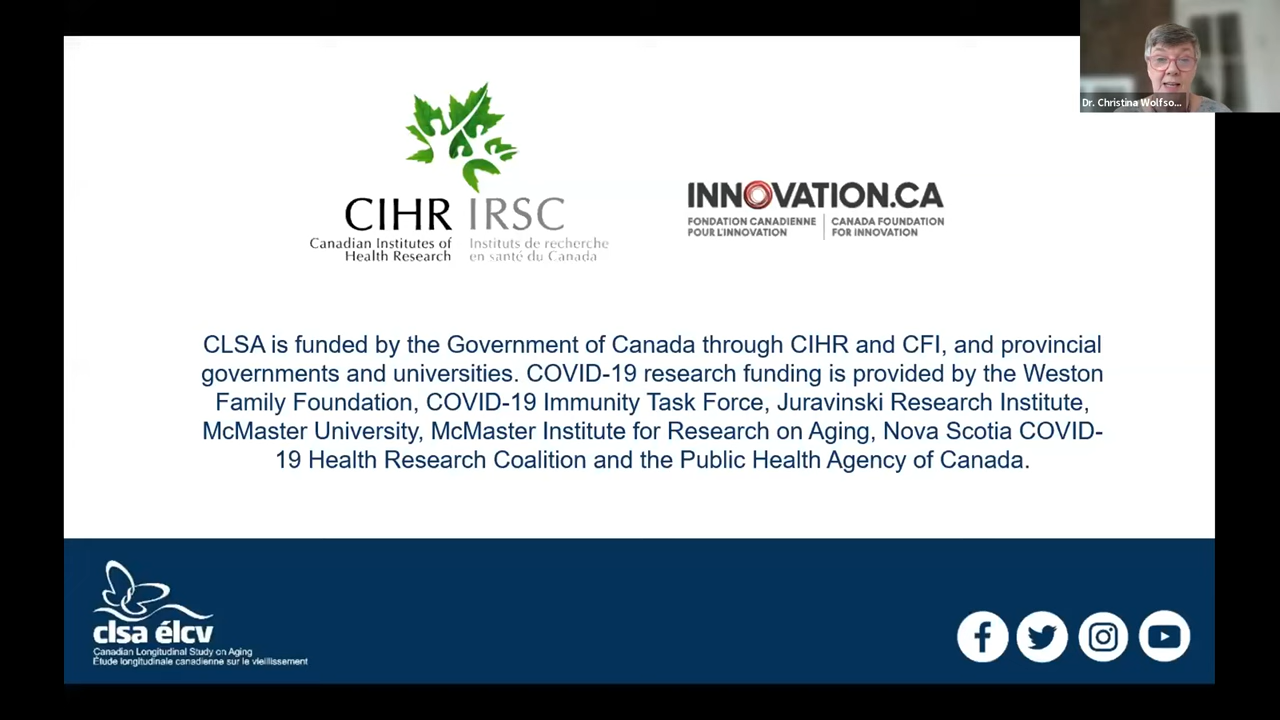 Dr. Christina Wolfso...
CIHR IRSC
Canadian Institutes of Health Research
Instituts de recherche en santé du Canada
INNOVATION.CA
FONDATION CANADIENNE POUR L'INNOVATION
CANADA FOUNDATION FOR INNOVATION
CLSA is funded by the Government of Canada through CIHR and CFI, and provincial
governments and universities. COVID-19 research funding is provided by the Weston
Family Foundation, COVID-19 Immunity Task Force, Juravinski Research Institute,
McMaster University, McMaster Institute for Research on Aging, Nova Scotia COVID-
19 Health Research Coalition and the Public Health Agency of Canada.
clsa élcv
Canadian Longitudinal Study on Aging
Étude longitudinale canadienne sur le vieillissement